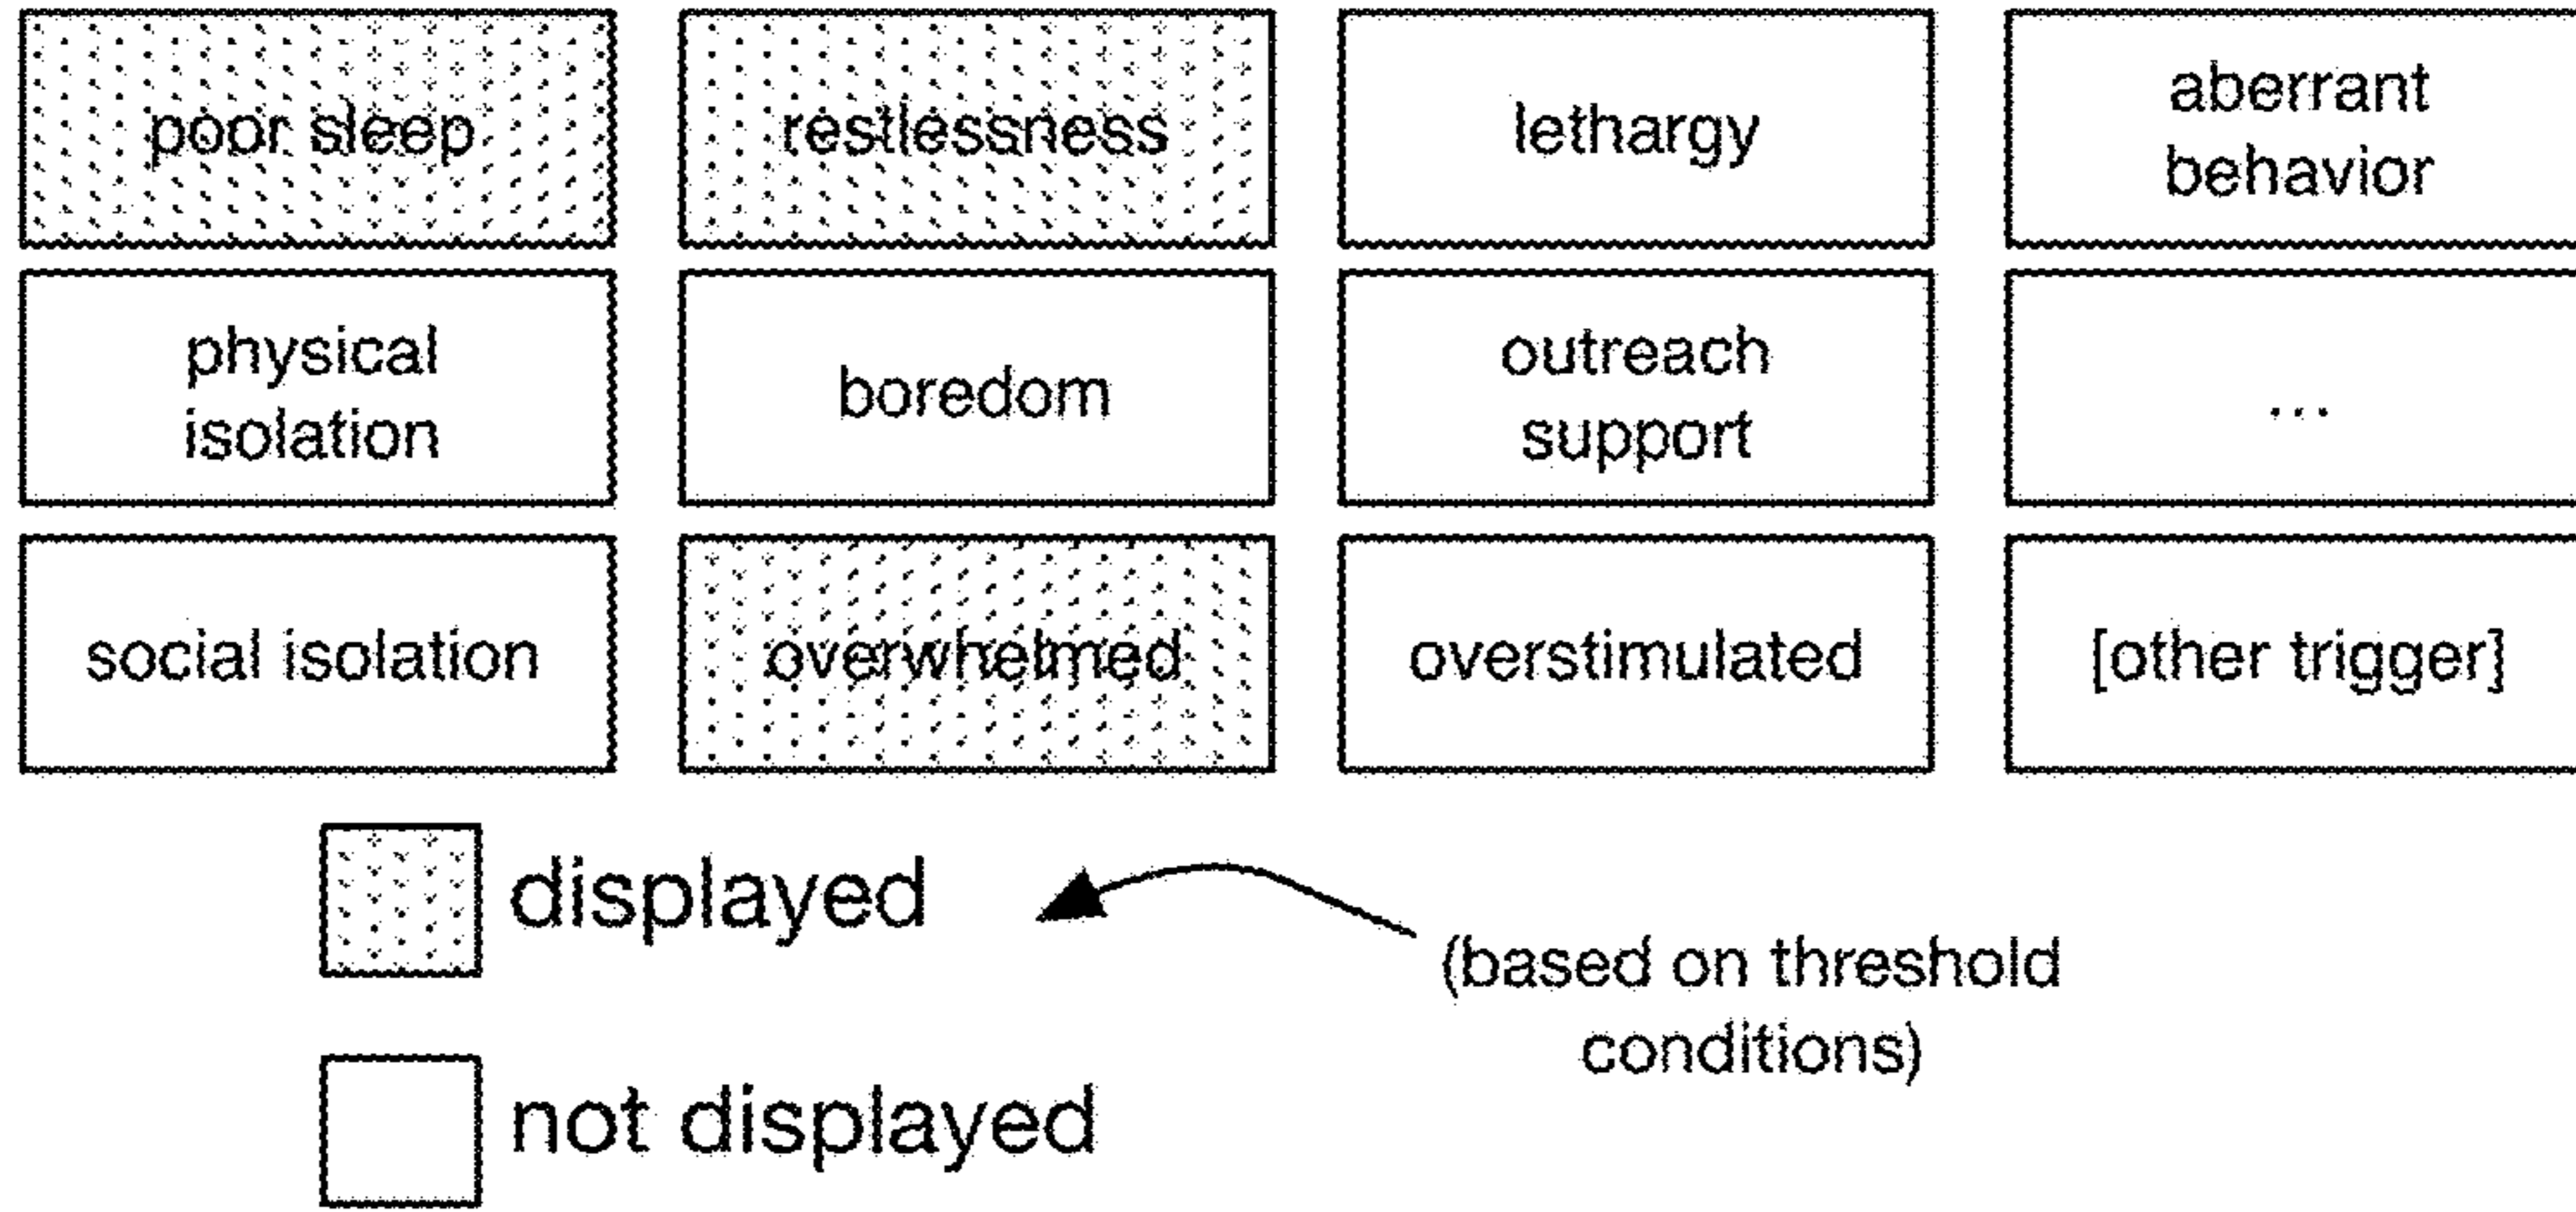 poor sleep
restlessness
lethargy
aberrant
behavior
physical
isolation
boredom
outreach
support
...
social isolation
overwhelmed
overstimulated
[other trigger]
displayed
(based on threshold
conditions)
not displayed